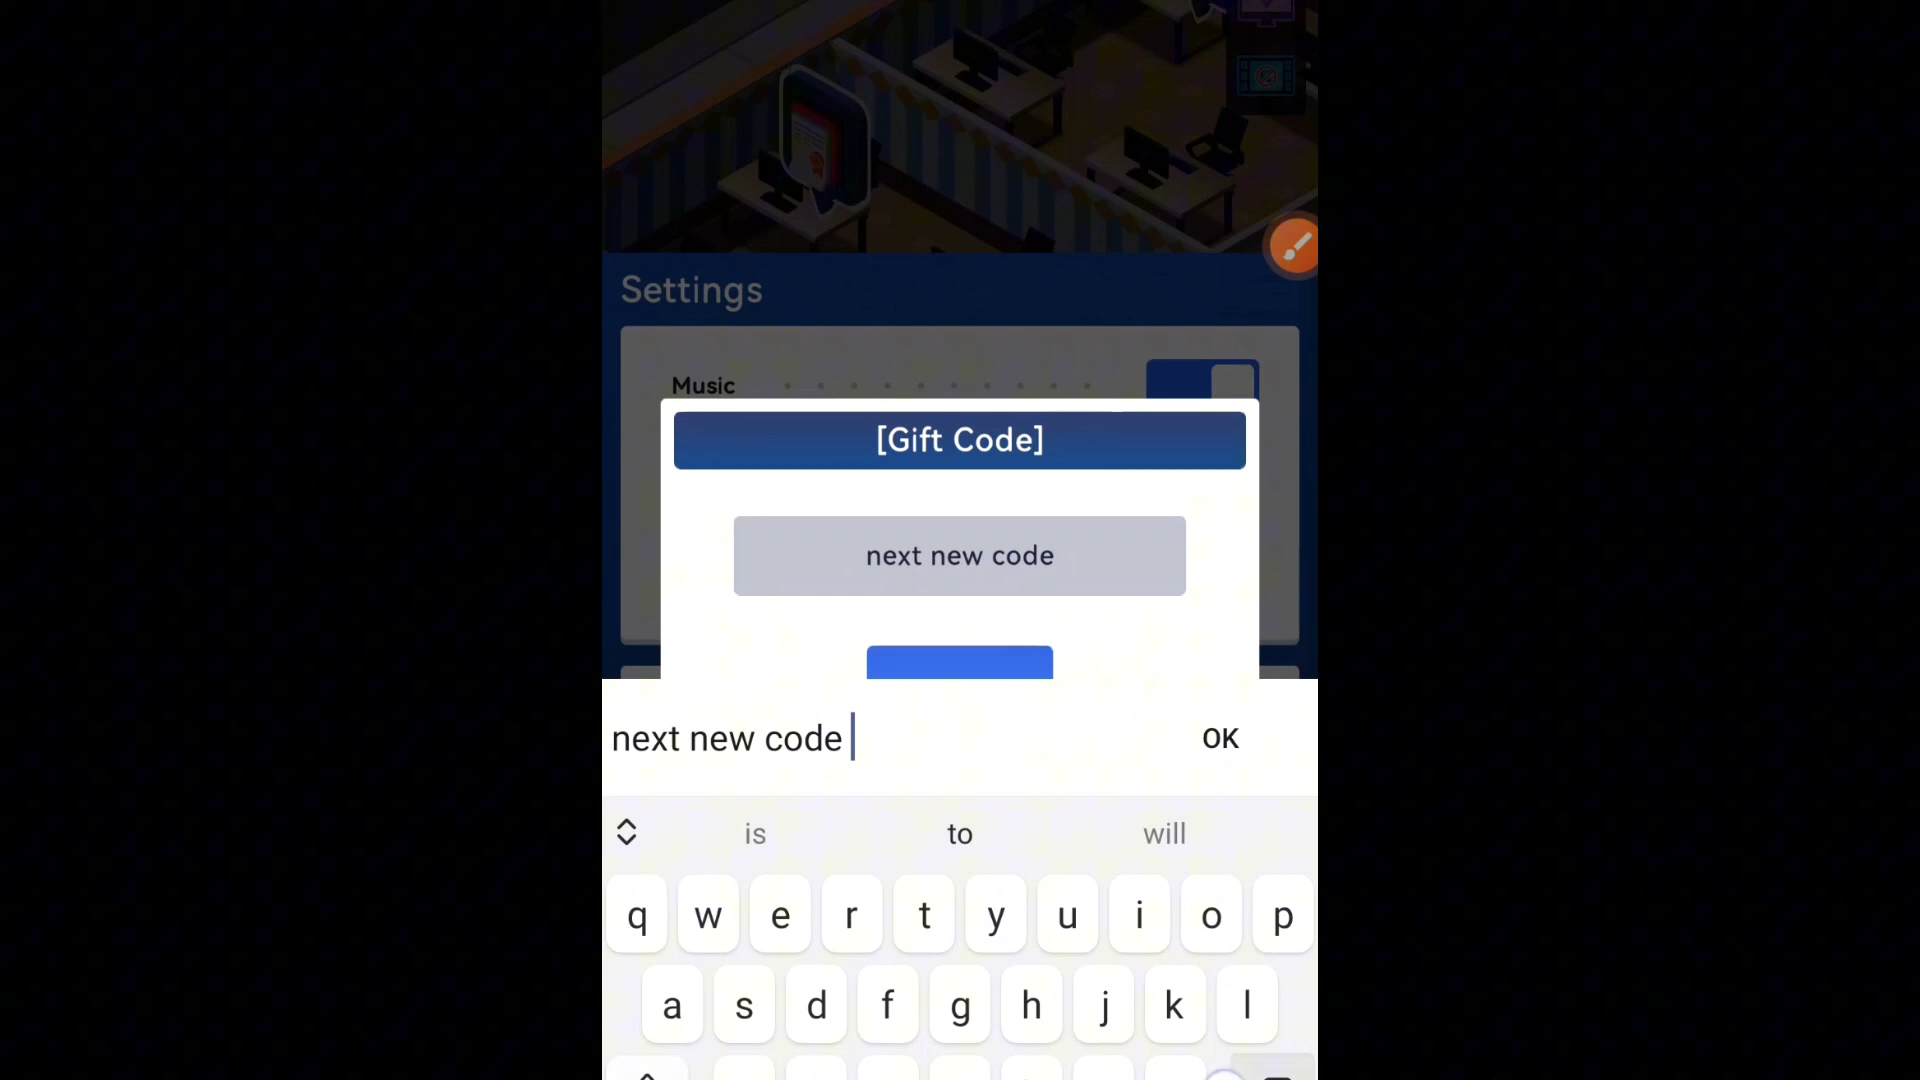 Settings
Music
[Gift Code]
next new code
next new code
OK
is to will
q w e r t y u i o p
a s d f g h j k l